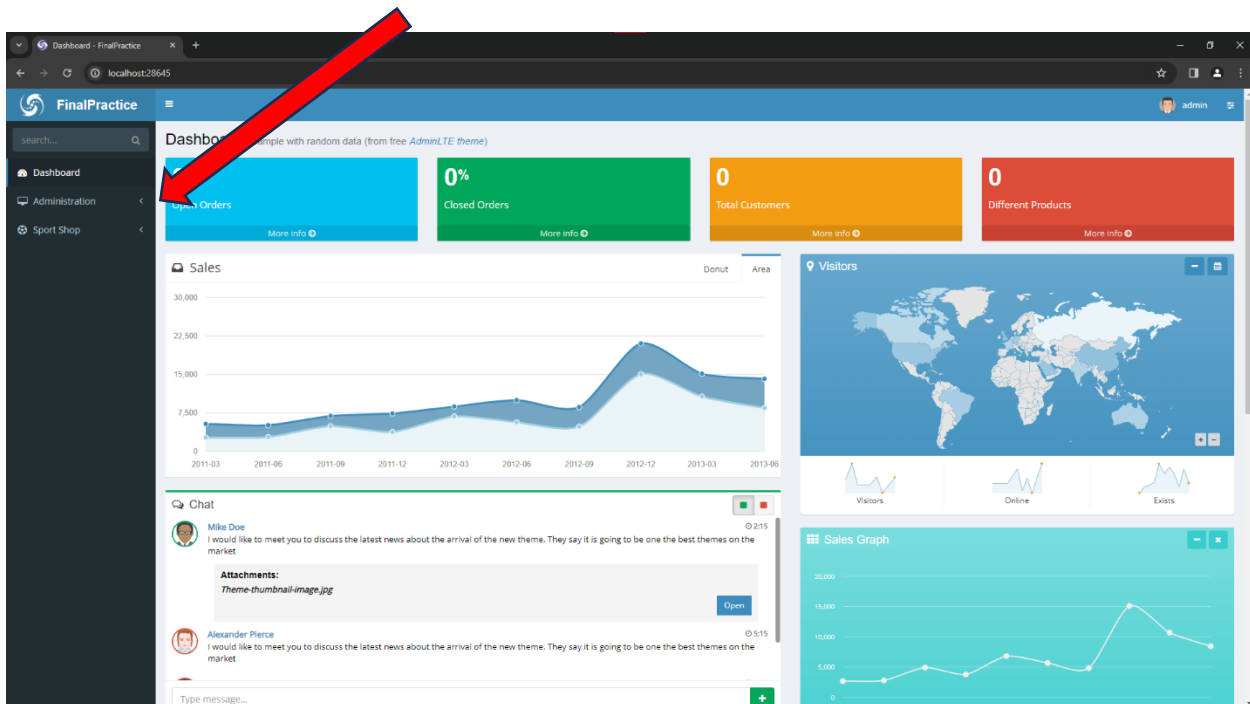 Dashboard - FinalPractice
localhost:28645
FinalPractice
admin
search...
Dashboard
Administration
Sport Shop
random data (from free AdminLTE theme)
Orders
More info
0%
Closed Orders
More info
0
Total Customers
More info
0
Different Products
More info
Sales
Donut
Area
30,000
22,500
15,000
7,500
0
2011-03 2011-06 2011-09 2011-12 2012-03 2012-06 2012-09 2012-12 2013-03 2013-06
Visitors
+ -
Visitors
Online
Exists
Chat
Mike Doe
2:15
I would like to meet you to discuss the latest news about the arrival of the new theme. They say it is going to be one the best themes on the
market
Attachments:
Theme-thumbnail-image.jpg
Open
Alexander Pierce
5:15
I would like to meet you to discuss the latest news about the arrival of the new theme. They say it is going to be one the best themes on the
market
Type message...
+
Sales Graph
20,000
15,000
10,000
5,000
0